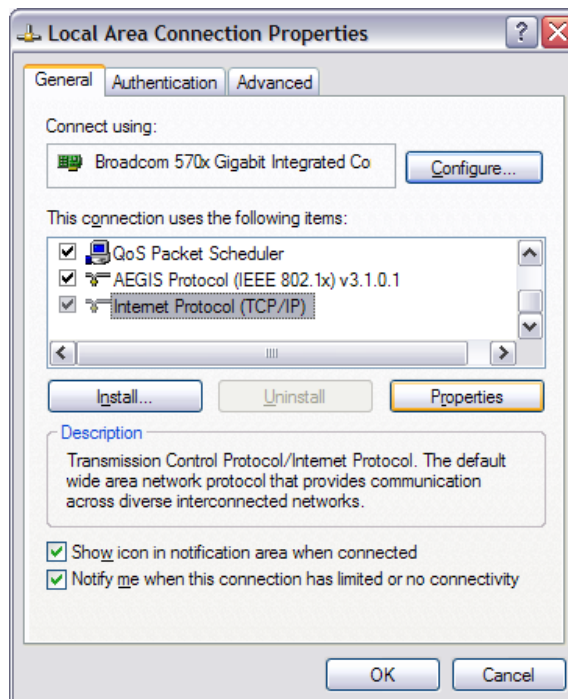 Local Area Connection Properties
General
Authentication
Advanced
Connect using:
Broadcom 570x Gigabit Integrated Co
Configure...
This connection uses the following items:
QoS Packet Scheduler
AEGIS Protocol (IEEE 802.1x) v3.1.0.1
Internet Protocol (TCP/IP)
Install...
Uninstall
Properties
Description
Transmission Control Protocol/Internet Protocol. The default
wide area network protocol that provides communication
across diverse interconnected networks.
Show icon in notification area when connected
Notify me when this connection has limited or no connectivity
OK
Cancel